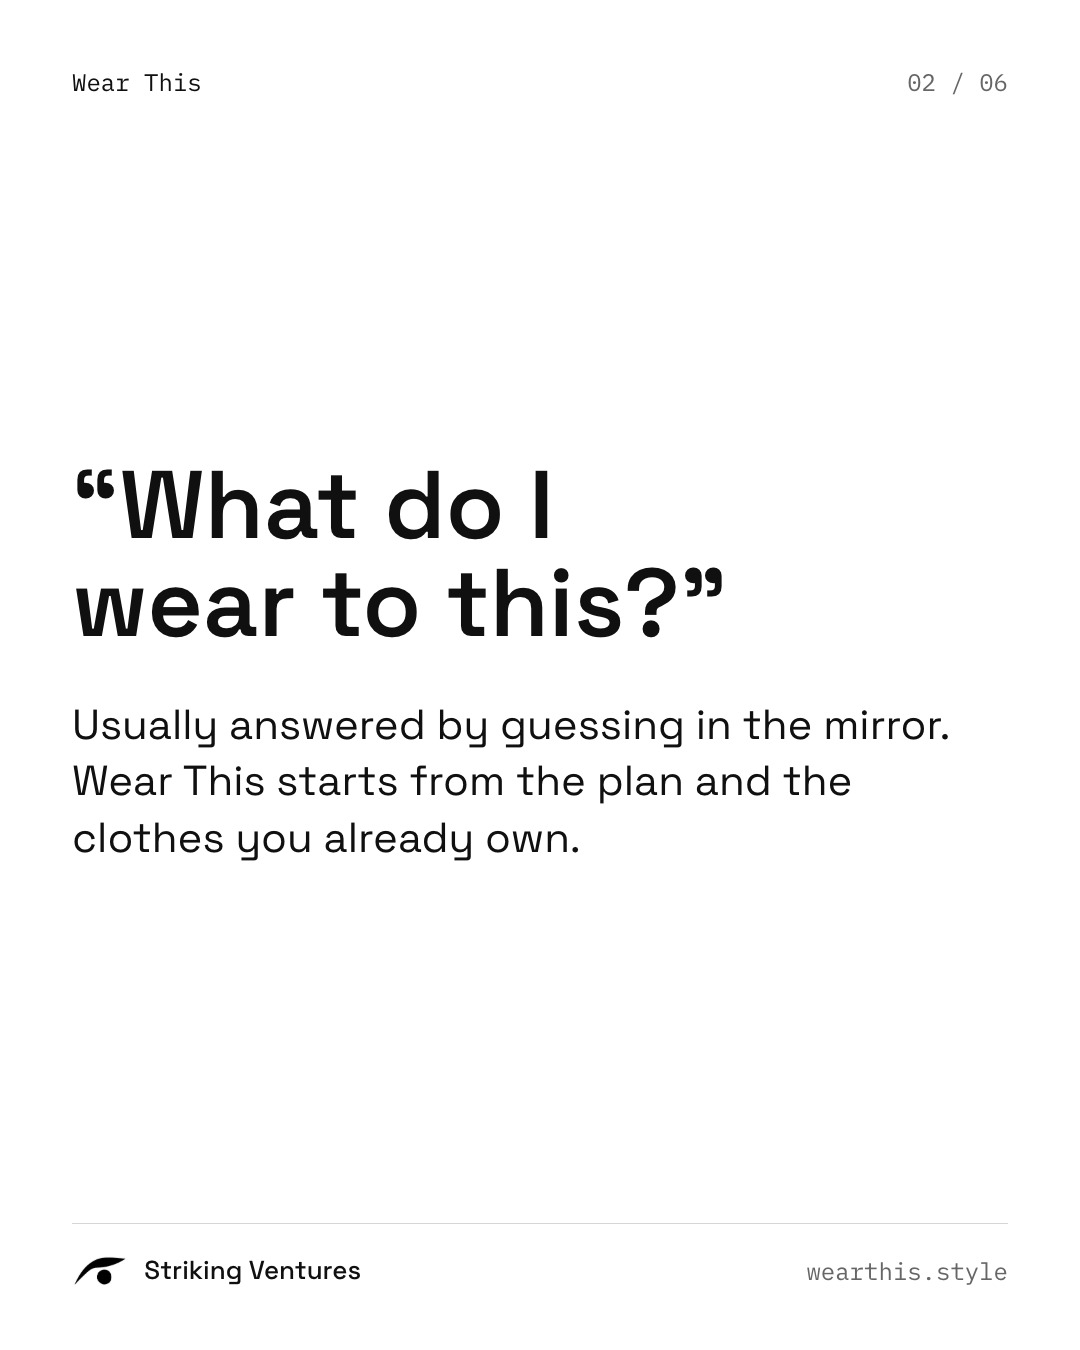 Wear This
02 / 06
“What do I
wear to this?”
Usually answered by guessing in the mirror.
Wear This starts from the plan and the
clothes you already own.
Striking Ventures
wearthis.style